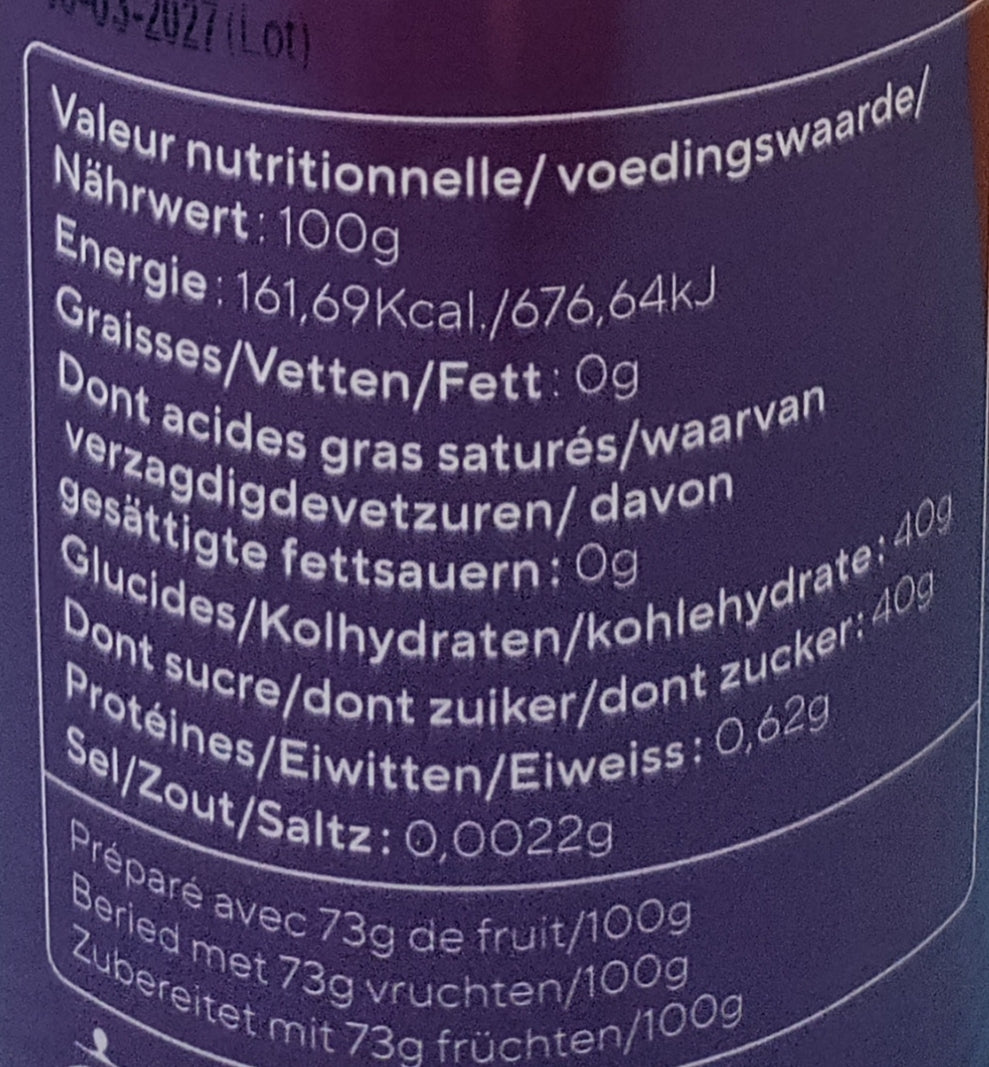 -03-2027 (Lot)
Valeur nutritionnelle/ voedingswaarde/
Nährwert : 100g
Energie : 161,69Kcal./676,64kJ
Graisses/Vetten/Fett : 0g
Dont acides gras saturés/waarvan
verzagdigdevetzuren/ davon
gesättigte fettsauern : 0g
Glucides/Kolhydraten/kohlehydrate : 40g
Dont sucre/dont zuiker/dont zucker : 40g
Protéines/Eiwitten/Eiweiss : 0,62g
Sel/Zout/Saltz : 0,0022g
Préparé avec 73g de fruit/100g
Beried met 73g vruchten/100g
Zubereitet mit 73g früchten/100g